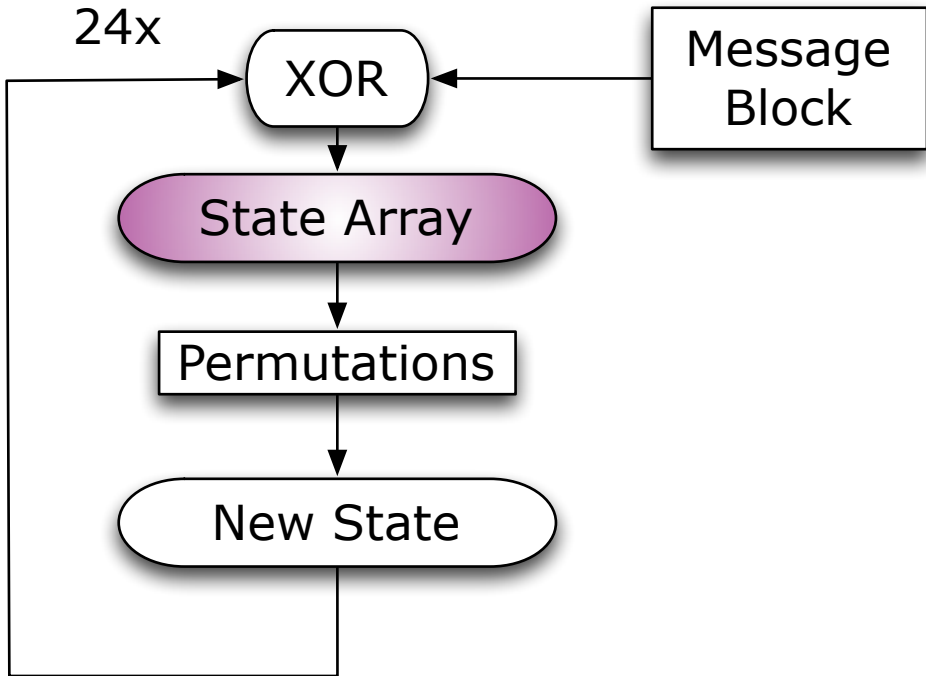 24x
XOR
Message
Block
State Array
Permutations
New State